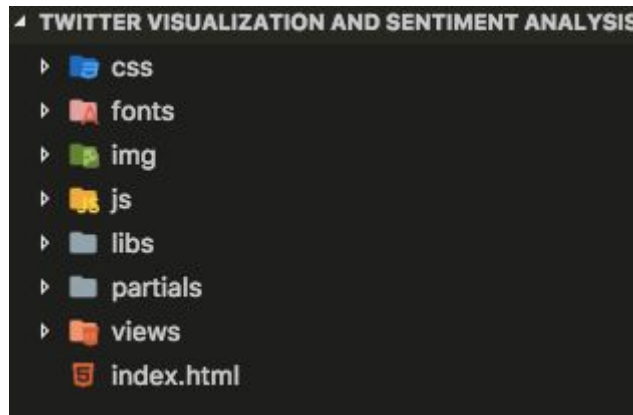 TWITTER VISUALIZATION AND SENTIMENT ANALYSIS
css
fonts
img
js
libs
partials
views
index.html